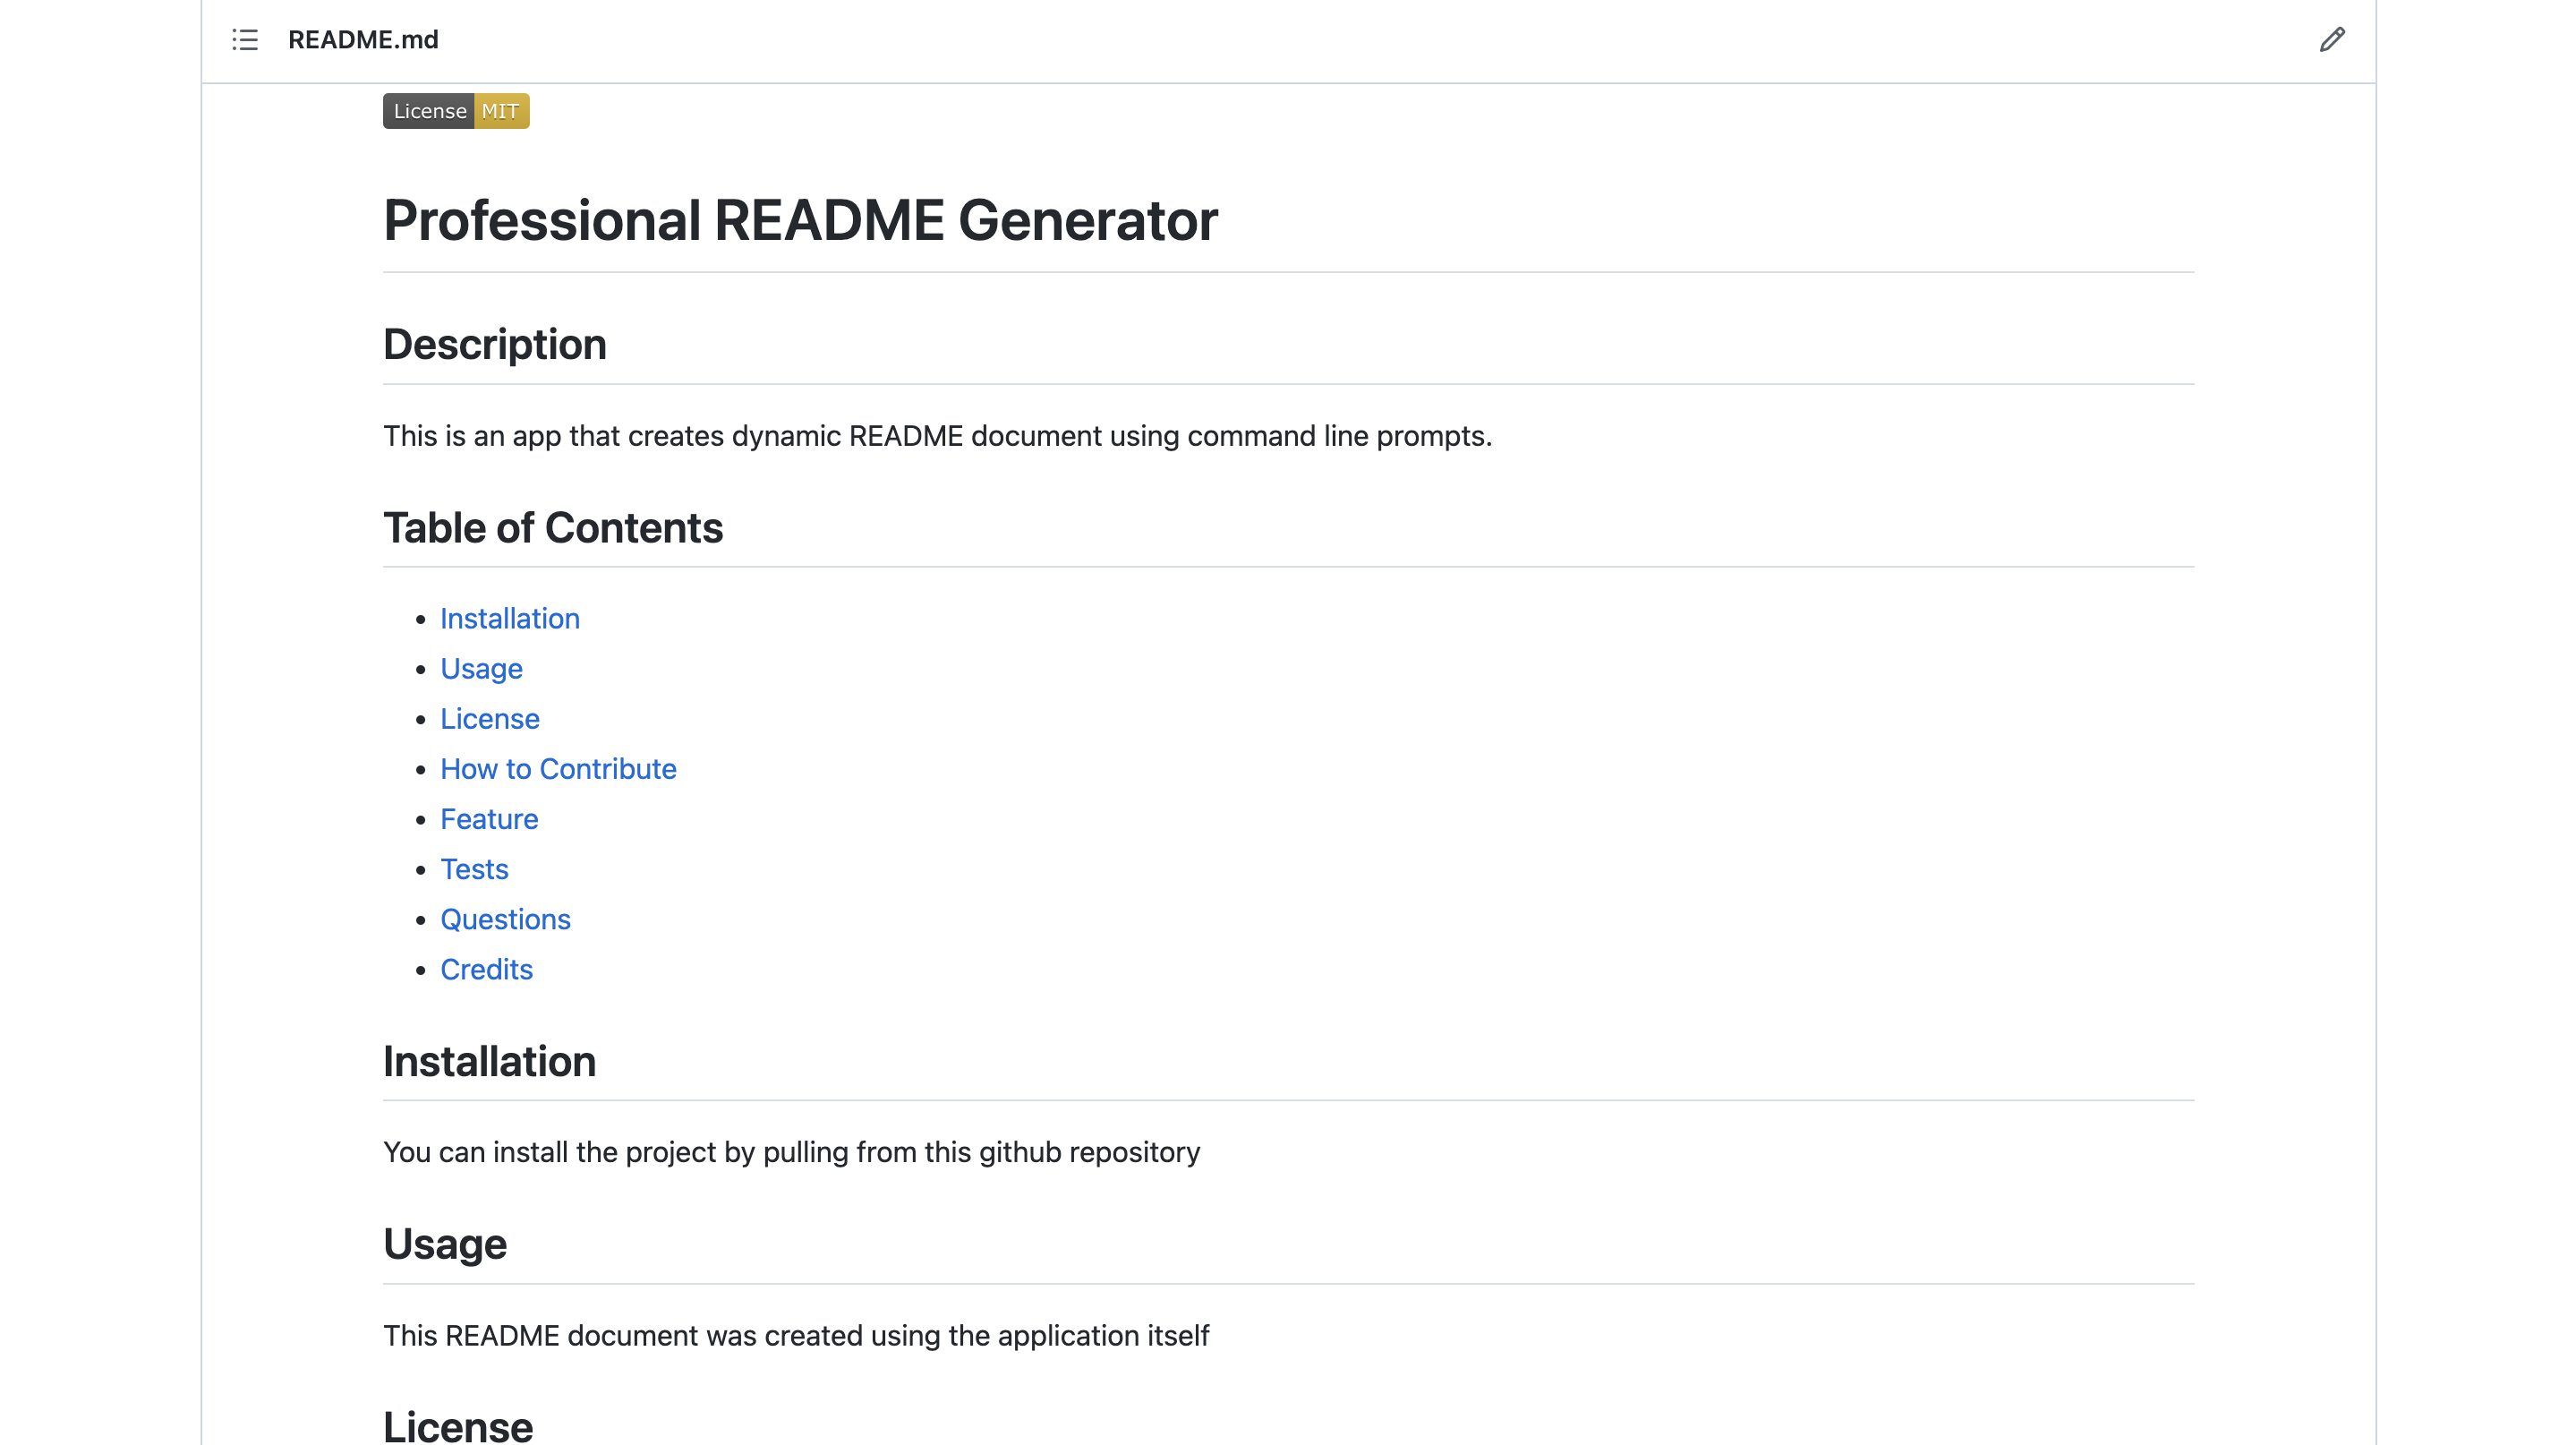 README.md
License MIT
Professional README Generator
Description
This is an app that creates dynamic README document using command line prompts.
Table of Contents
Installation
Usage
License
How to Contribute
Feature
Tests
Questions
Credits
Installation
You can install the project by pulling from this github repository
Usage
This README document was created using the application itself
License